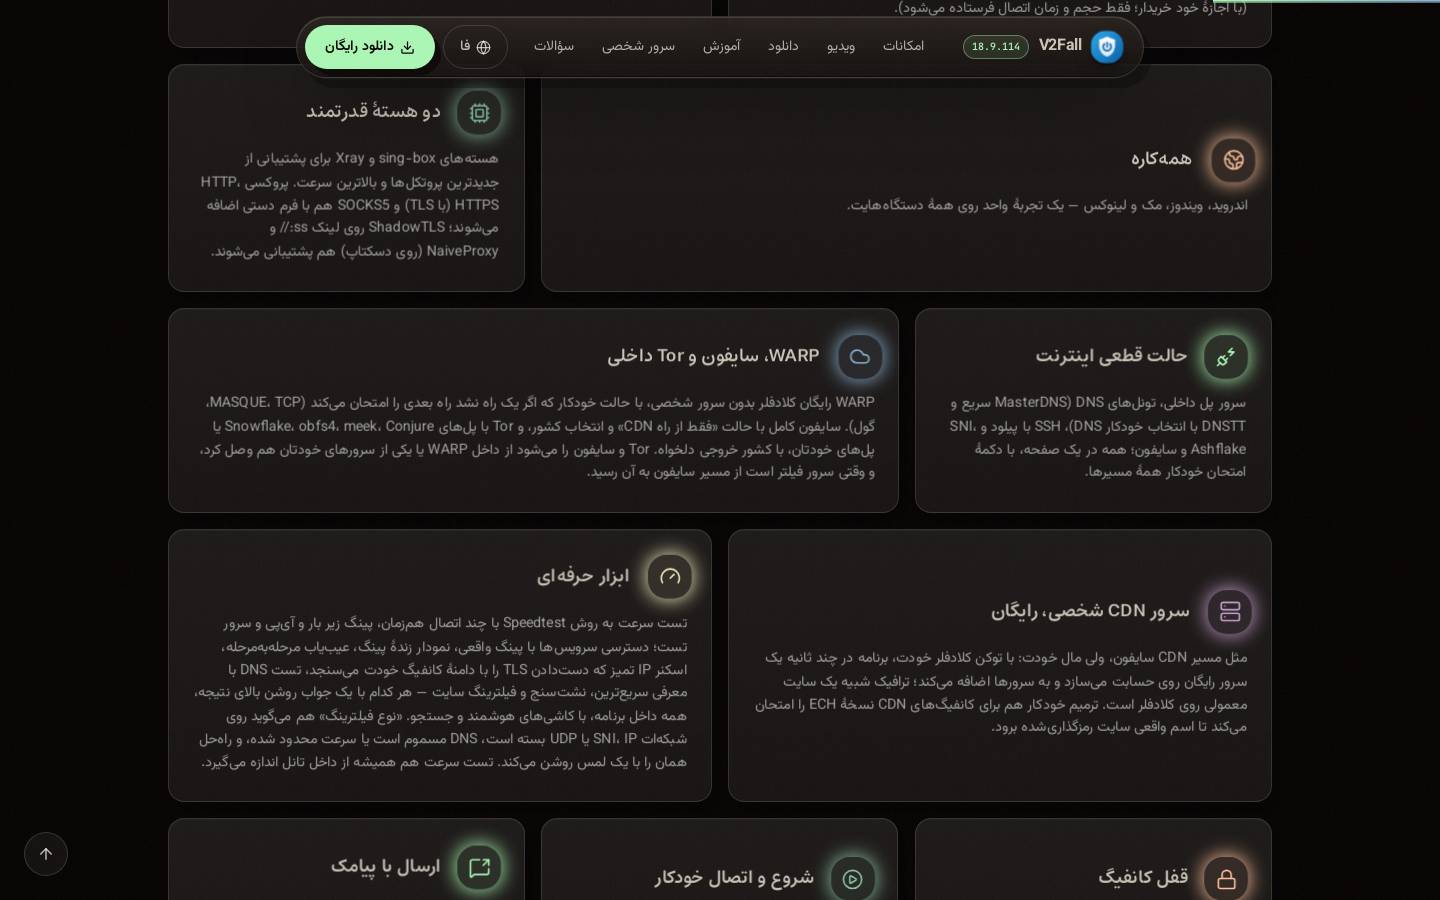 (با اجازهٔ خود خریدار؛ فقط حجم و زمان اتصال فرستاده می‌شود).
V2Fall
18.9.114
امکانات
ویدیو
دانلود
آموزش
سرور شخصی
سؤالات
فا
دانلود رایگان
همه‌کاره
اندروید، ویندوز، مک و لینوکس — یک تجربهٔ واحد روی همهٔ دستگاه‌هایت.
دو هستهٔ قدرتمند
هسته‌های sing-box و Xray برای پشتیبانی از
جدیدترین پروتکل‌ها و بالاترین سرعت. پروکسی HTTP،
HTTPS (با TLS) و SOCKS5 هم با فرم دستی اضافه
می‌شوند؛ ShadowTLS روی لینک ss:// و
NaiveProxy (روی دسکتاپ) هم پشتیبانی می‌شوند.
حالت قطعی اینترنت
سرور پل داخلی، تونل‌های DNS (MasterDNS سریع و
DNSTT با انتخاب خودکار DNS)، SSH با پیلود و SNI،
Ashflake و سایفون؛ همه در یک صفحه، با دکمهٔ
امتحان خودکار همهٔ مسیرها.
WARP، سایفون و Tor داخلی
WARP رایگان کلادفلر بدون سرور شخصی، با حالت خودکار که اگر یک راه نشد راه بعدی را امتحان می‌کند (MASQUE، TCP،
گول). سایفون کامل با حالت «فقط از راه CDN» و انتخاب کشور، و Tor با پل‌های Snowflake، obfs4، meek، Conjure یا
پل‌های خودتان، با کشور خروجی دلخواه. Tor و سایفون را می‌شود از داخل WARP یا یکی از سرورهای خودتان هم وصل کرد،
و وقتی سرور فیلتر است از مسیر سایفون به آن رسید.
سرور CDN شخصی، رایگان
مثل مسیر CDN سایفون، ولی مال خودت: با توکن کلادفلر خودت، برنامه در چند ثانیه یک
سرور رایگان روی حسابت می‌سازد و به سرورها اضافه می‌کند؛ ترافیک شبیه یک سایت
معمولی روی کلادفلر است. ترمیم خودکار هم برای کانفیگ‌های CDN نسخهٔ ECH را امتحان
می‌کند تا اسم واقعی سایت رمزگذاری‌شده برود.
ابزار حرفه‌ای
تست سرعت به روش Speedtest با چند اتصال هم‌زمان، پینگ زیر بار و آی‌پی و سرور
تست؛ دسترسی سرویس‌ها با پینگ واقعی، نمودار زندهٔ پینگ، عیب‌یاب مرحله‌به‌مرحله،
اسکنر IP تمیز که دست‌دادن TLS را با دامنهٔ کانفیگ خودت می‌سنجد، تست DNS با
معرفی سریع‌ترین، نشت‌سنج و فیلترینگ سایت — هر کدام با یک جواب روشن بالای نتیجه،
همه داخل برنامه، با کاشی‌های هوشمند و جستجو. «نوع فیلترینگ» هم می‌گوید روی
شبکه‌ات SNI، IP یا UDP بسته است، DNS مسموم است یا سرعت محدود شده، و راه‌حل
همان را با یک لمس روشن می‌کند. تست سرعت هم همیشه از داخل تانل اندازه می‌گیرد.
قفل کانفیگ
شروع و اتصال خودکار
ارسال با پیامک